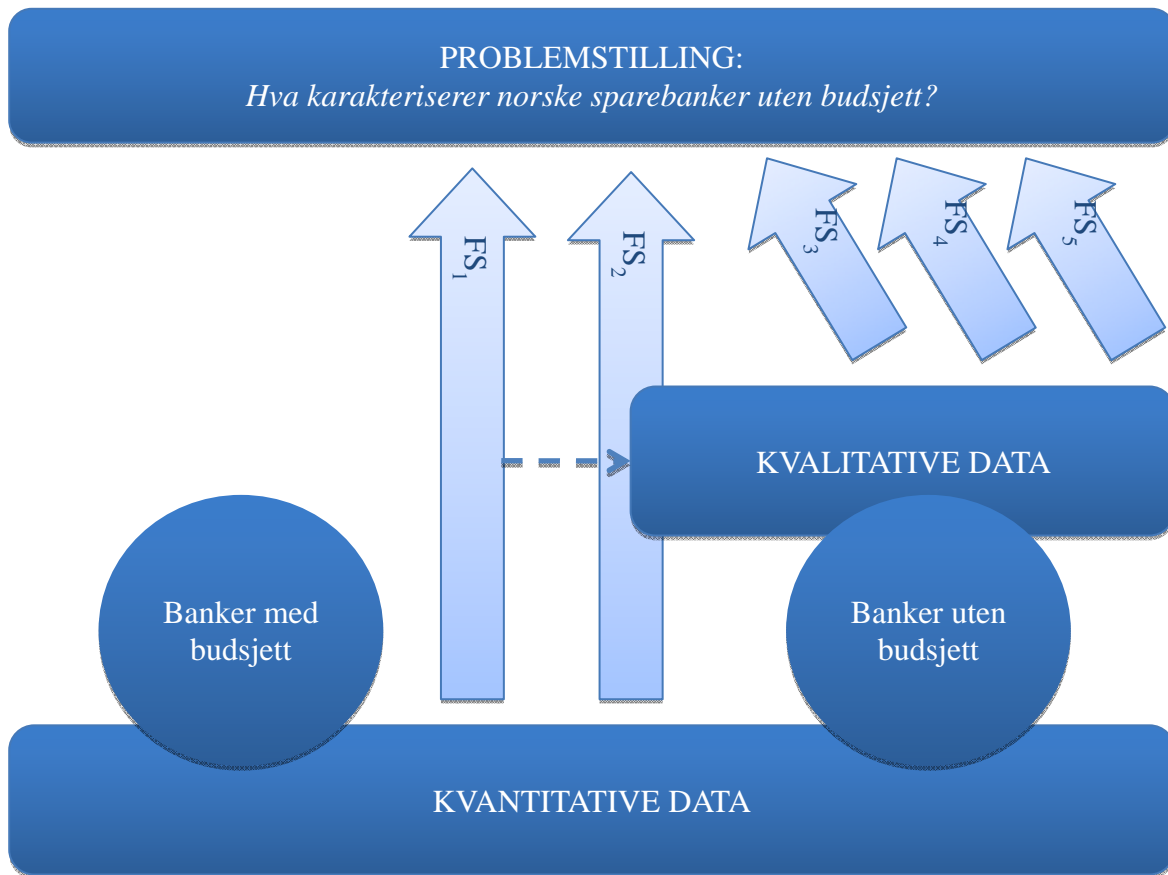 PROBLEMSTILLING:
Hva karakteriserer norske sparebanker uten budsjett?
FS₁
FS₂
FS₃
FS₄
FS₅
KVALITATIVE DATA
Banker med
budsjett
Banker uten
budsjett
KVANTITATIVE DATA